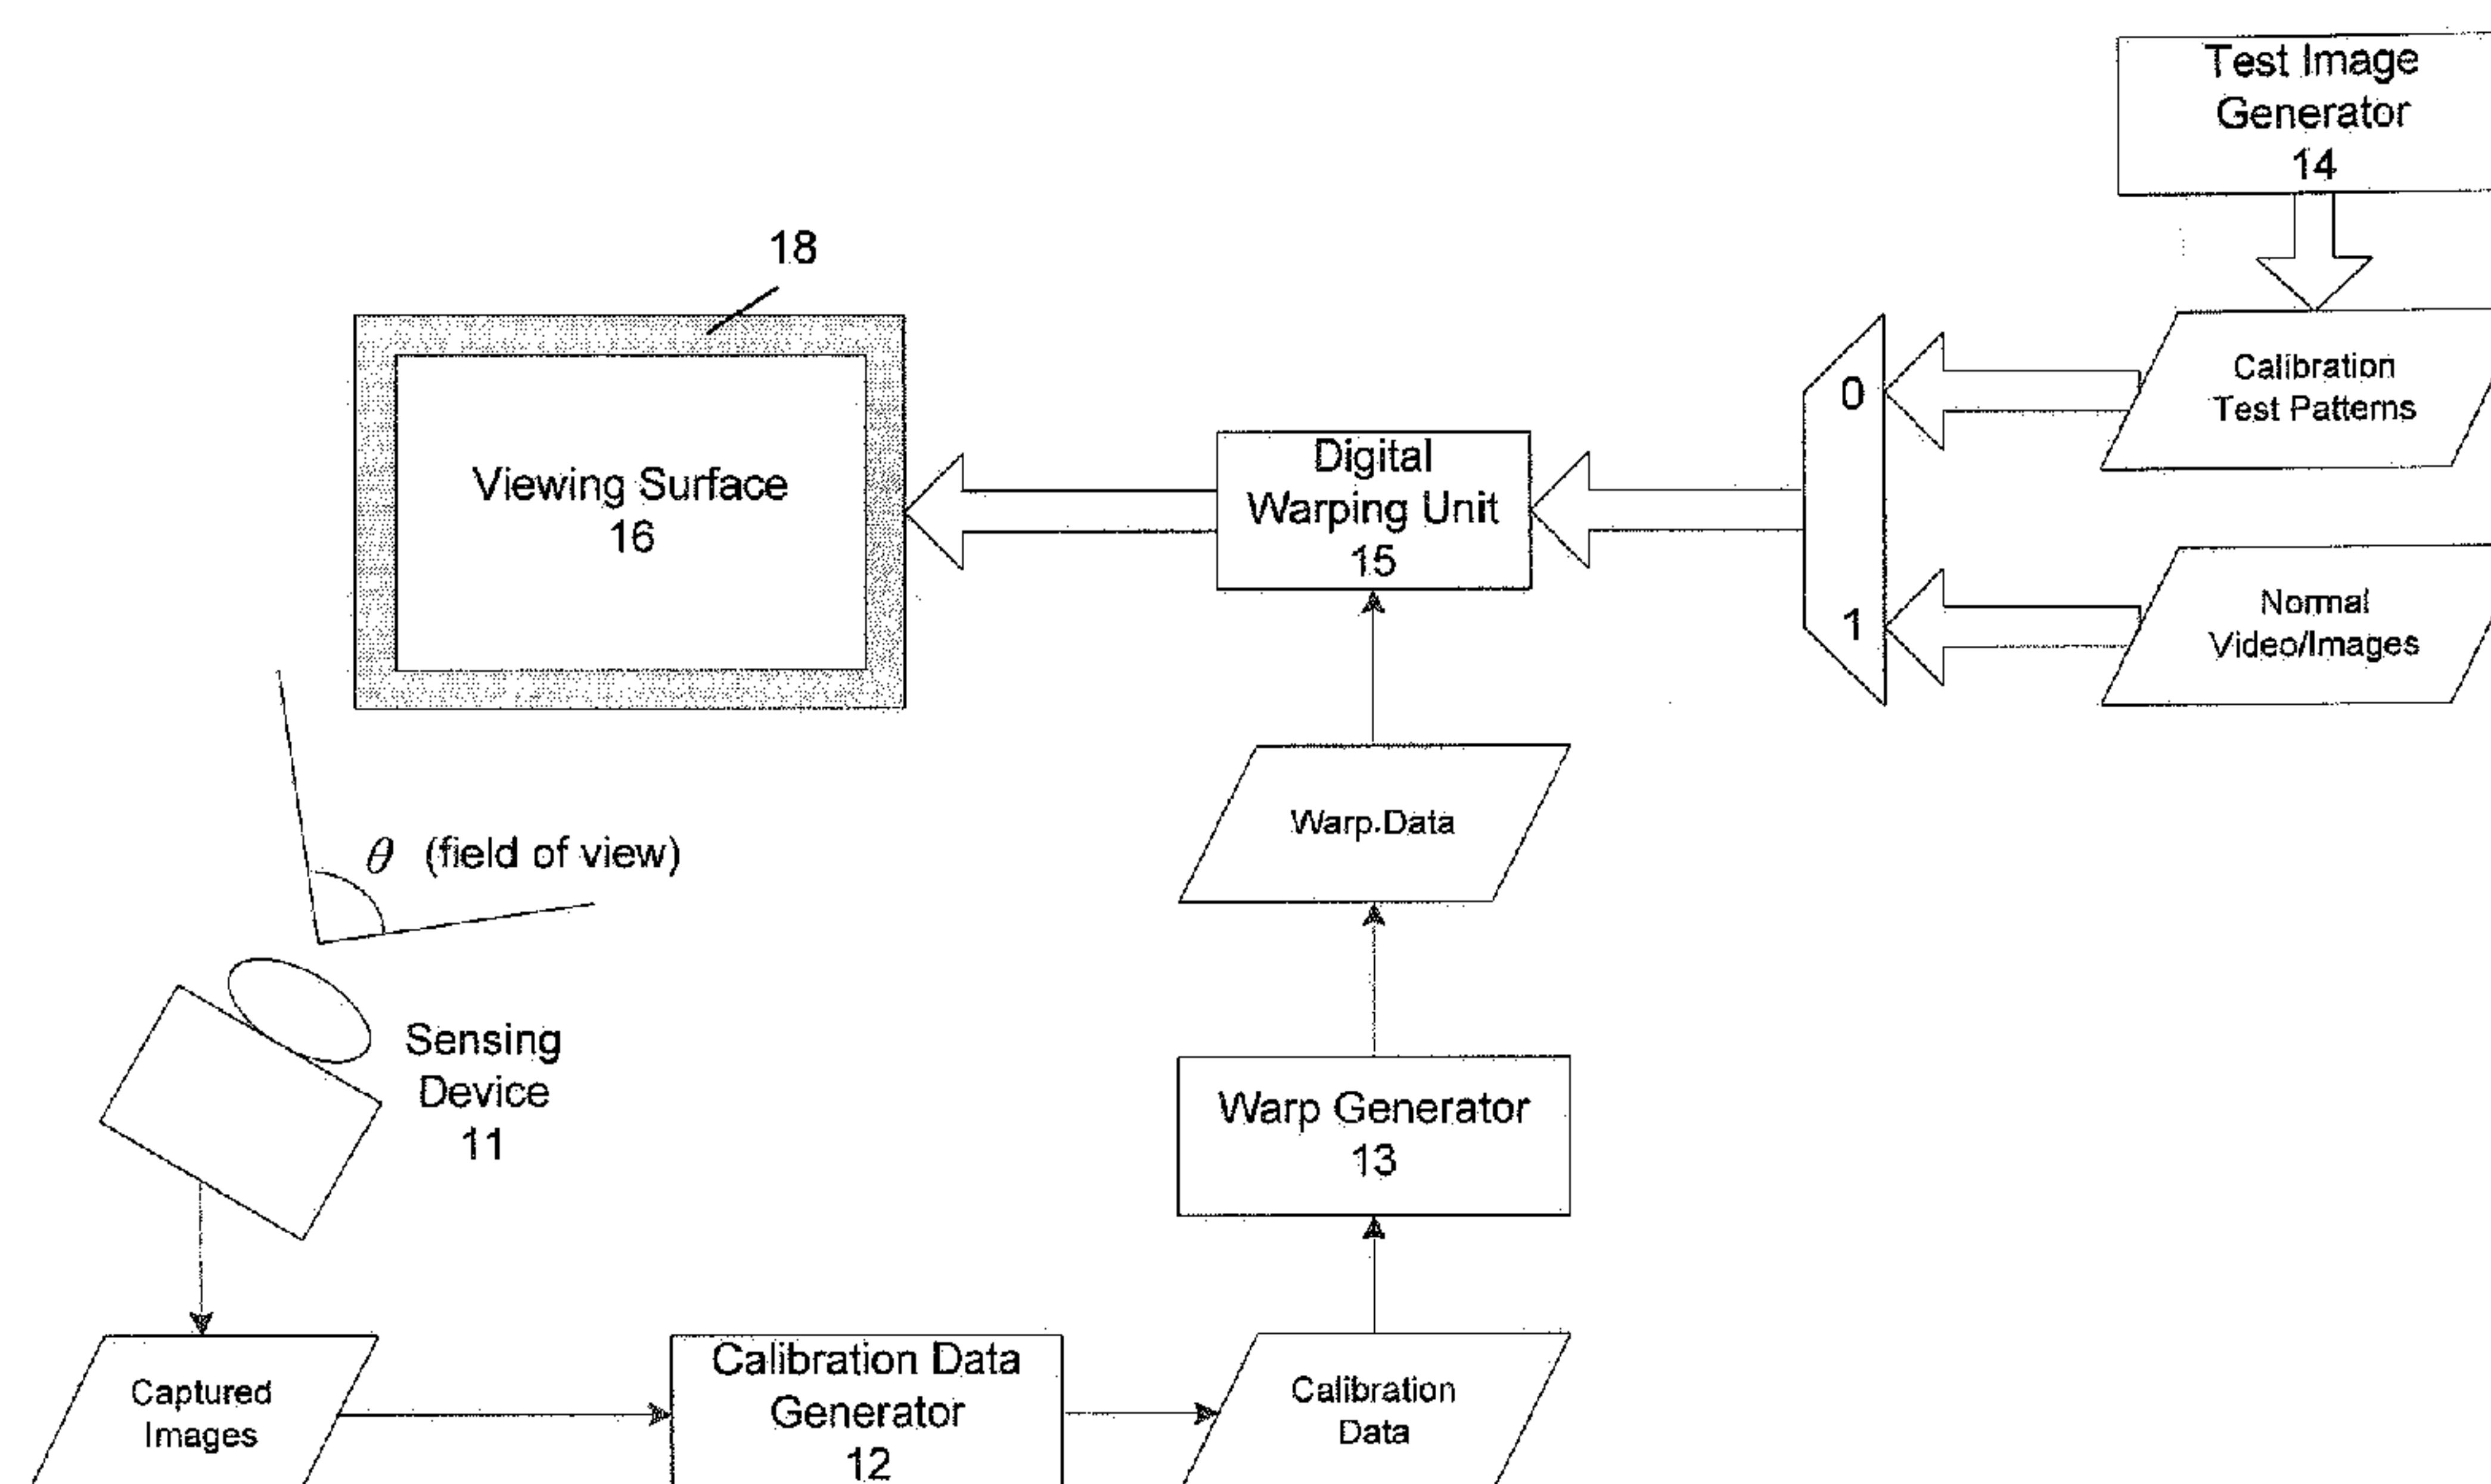 Test Image
Generator
14
18
Calibration
Test Patterns
0
Digital
Warping Unit
15
Viewing Surface
16
Normal
Video/Images
1
Warp Data
θ (field of view)
Sensing
Device
11
Warp Generator
13
Captured
Images
Calibration Data
Generator
12
Calibration
Data